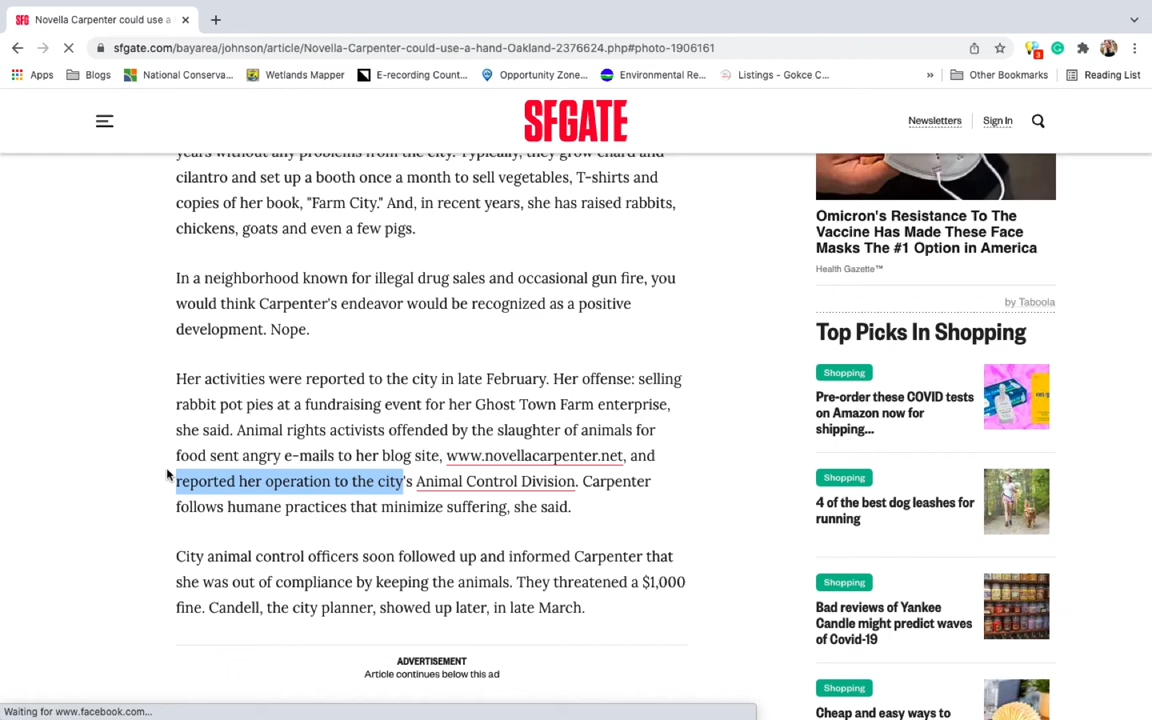 SFG Novella Carpenter could use a
sfgate.com/bayarea/johnson/article/Novella-Carpenter-could-use-a-hand-Oakland-2376624.php#photo-1906161
3
Apps Blogs National Conserva... Wetlands Mapper E-recording Count... Opportunity Zone... Environmental Re... Listings - Gokce C... » Other Bookmarks Reading List
SFGATE
Newsletters Sign In
years without any problems from the city. Typically, they grow chard and
cilantro and set up a booth once a month to sell vegetables, T-shirts and
copies of her book, "Farm City." And, in recent years, she has raised rabbits,
chickens, goats and even a few pigs.
In a neighborhood known for illegal drug sales and occasional gun fire, you
would think Carpenter's endeavor would be recognized as a positive
development. Nope.
Her activities were reported to the city in late February. Her offense: selling
rabbit pot pies at a fundraising event for her Ghost Town Farm enterprise,
she said. Animal rights activists offended by the slaughter of animals for
food sent angry e-mails to her blog site, www.novellacarpenter.net, and
reported her operation to the city's Animal Control Division. Carpenter
follows humane practices that minimize suffering, she said.
City animal control officers soon followed up and informed Carpenter that
she was out of compliance by keeping the animals. They threatened a $1,000
fine. Candell, the city planner, showed up later, in late March.
ADVERTISEMENT
Article continues below this ad
Omicron's Resistance To The
Vaccine Has Made These Face
Masks The #1 Option in America
Health Gazette™
by Taboola
Top Picks In Shopping
Shopping
Pre-order these COVID tests
on Amazon now for
shipping...
Shopping
4 of the best dog leashes for
running
Shopping
Bad reviews of Yankee
Candle might predict waves
of Covid-19
Shopping
Cheap and easy ways to
Waiting for www.facebook.com...